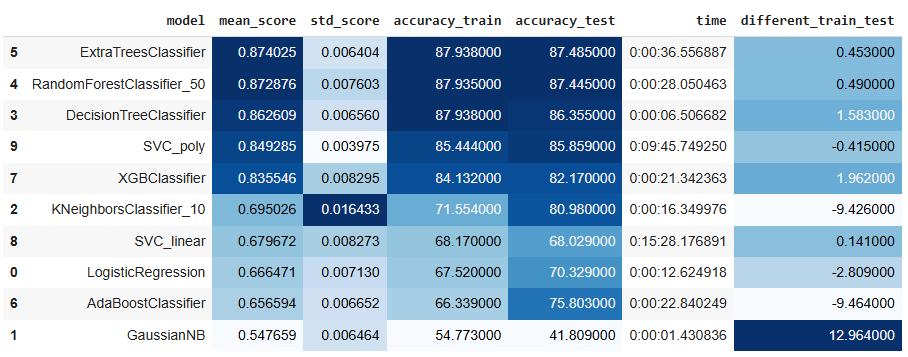 model mean_score std_score accuracy_train accuracy_test time different_train_test
5 ExtraTreesClassifier 0.874025 0.006404 87.938000 87.485000 0:00:36.556887 0.453000
4 RandomForestClassifier_50 0.872876 0.007603 87.935000 87.445000 0:00:28.050463 0.490000
3 DecisionTreeClassifier 0.862609 0.006560 87.938000 86.355000 0:00:06.506682 1.583000
9 SVC_poly 0.849285 0.003975 85.444000 85.859000 0:09:45.749250 -0.415000
7 XGBClassifier 0.835546 0.008295 84.132000 82.170000 0:00:21.342363 1.962000
2 KNeighborsClassifier_10 0.695026 0.016433 71.554000 80.980000 0:00:16.349976 -9.426000
8 SVC_linear 0.679672 0.008273 68.170000 68.029000 0:15:28.176891 0.141000
0 LogisticRegression 0.666471 0.007130 67.520000 70.329000 0:00:12.624918 -2.809000
6 AdaBoostClassifier 0.656594 0.006652 66.339000 75.803000 0:00:22.840249 -9.464000
1 GaussianNB 0.547659 0.006464 54.773000 41.809000 0:00:01.430836 12.964000